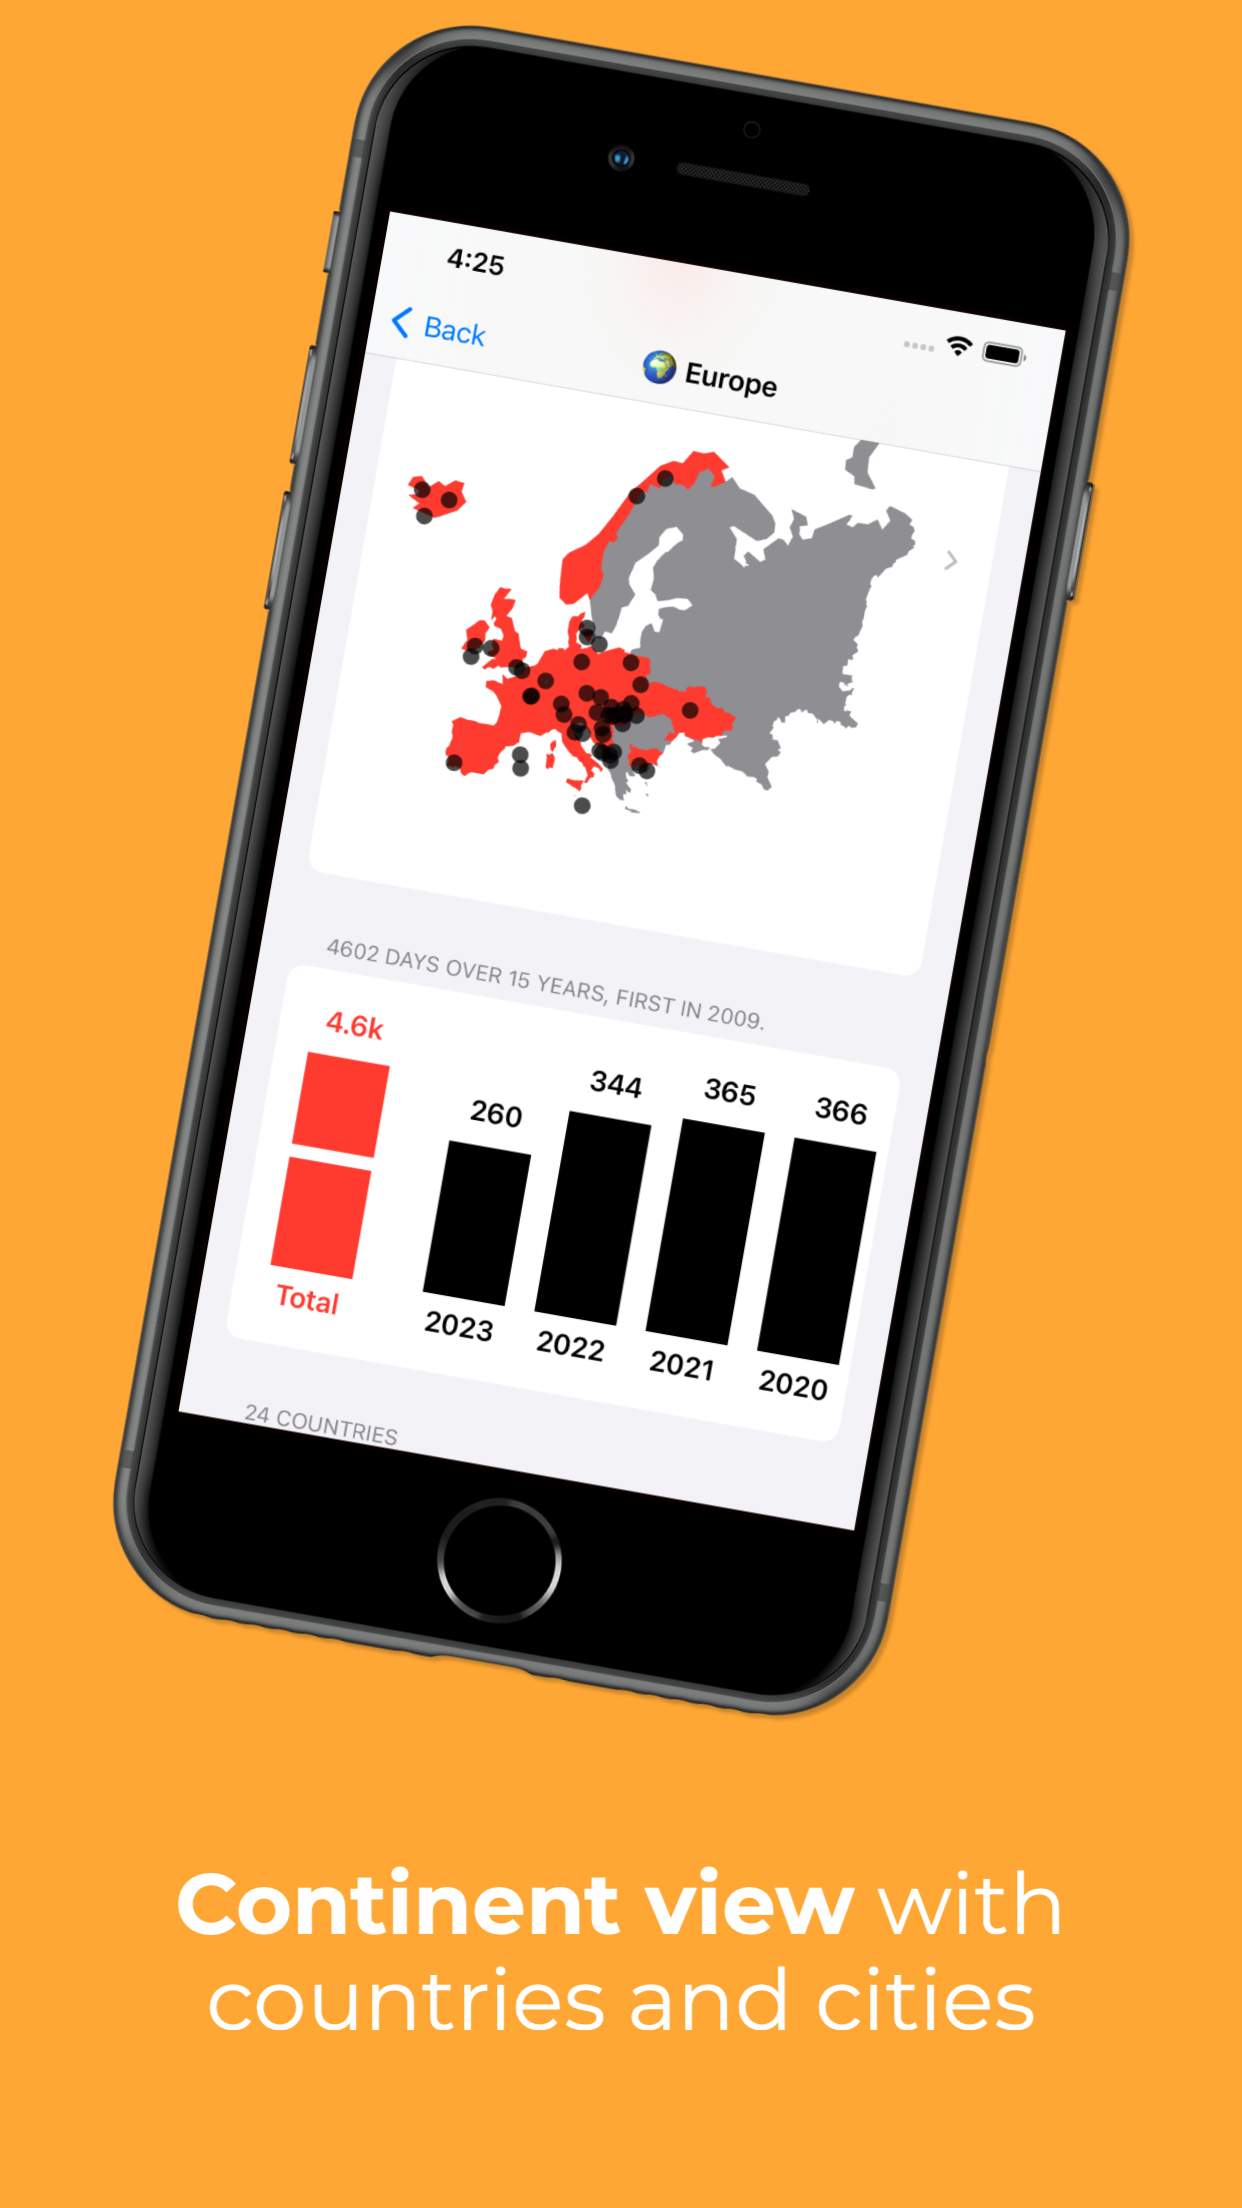 4:25
Back
Europe
4602 DAYS OVER 15 YEARS, FIRST IN 2009.
4.6k
260
344
365
366
Total
2023
2022
2021
2020
24 COUNTRIES
Continent view with
countries and cities